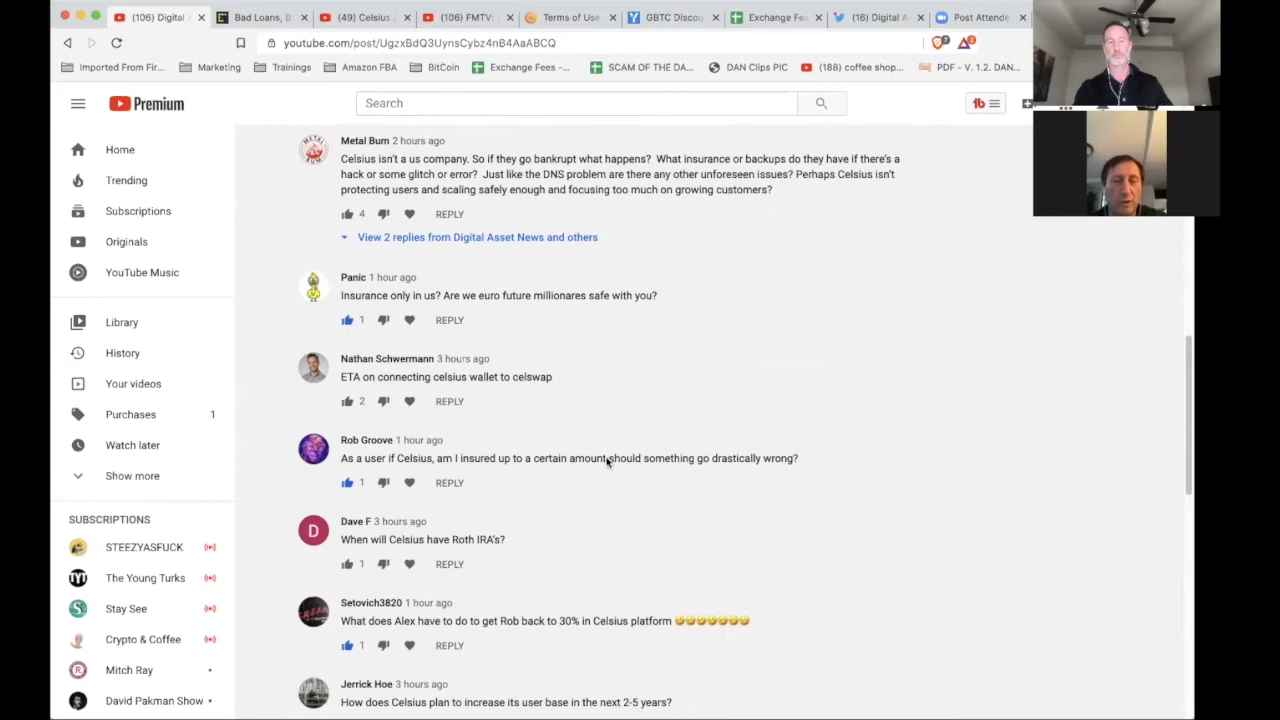 (106) Digital A
Bad Loans, B
(49) Celsius
(106) FMTV:
Terms of Use
GBTC Discou
Exchange Fe
(16) Digital A
Post Attende
youtube.com/post/UgzxBdQ3UynsCybz4nB4AaABCQ
7
2
Imported From Fir...
Marketing
Trainings
Amazon FBA
BitCoin
Exchange Fees -...
SCAM OF THE DA...
DAN Clips PIC
(188) coffee shop...
PDF - V. 1.2. DAN...
Premium
Search
tb
Home
Trending
Subscriptions
Originals
YouTube Music
Library
History
Your videos
Purchases 1
Watch later
Show more
SUBSCRIPTIONS
STEEZYASFUCK
TYT The Young Turks
S Stay See
Crypto & Coffee
R Mitch Ray
David Pakman Show
METAL
BUM
Metal Bum 2 hours ago
Celsius isn't a us company. So if they go bankrupt what happens? What insurance or backups do they have if there's a
hack or some glitch or error? Just like the DNS problem are there any other unforeseen issues? Perhaps Celsius isn't
protecting users and scaling safely enough and focusing too much on growing customers?
4 REPLY
View 2 replies from Digital Asset News and others
Panic 1 hour ago
Insurance only in us? Are we euro future millionares safe with you?
1 REPLY
Nathan Schwermann 3 hours ago
ETA on connecting celsius wallet to celswap
2 REPLY
Rob Groove 1 hour ago
As a user if Celsius, am I insured up to a certain amount should something go drastically wrong?
1 REPLY
D
Dave F 3 hours ago
When will Celsius have Roth IRA's?
1 REPLY
Setovich3820 1 hour ago
What does Alex have to do to get Rob back to 30% in Celsius platform 🤣🤣🤣🤣🤣🤣🤣
1 REPLY
Jerrick Hoe 3 hours ago
How does Celsius plan to increase its user base in the next 2-5 years?